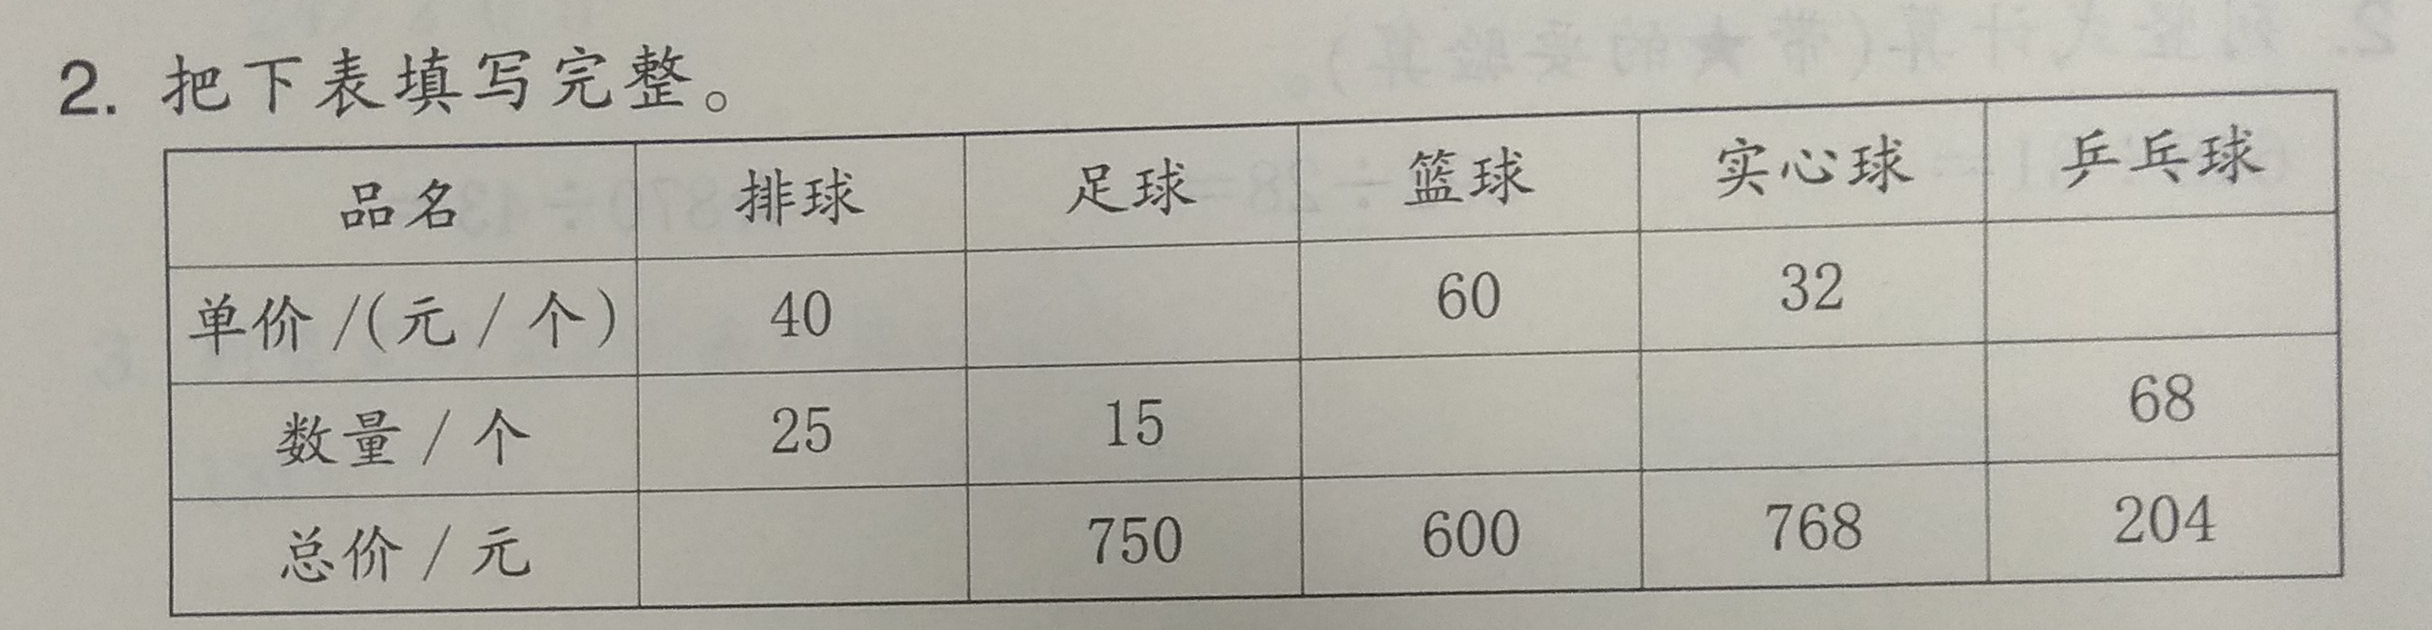 2. 把下表填写完整。
品名 排球 足球 篮球 实心球 乒乓球
单价/(元/个) 40 60 32
数量/个 25 15 68
总价/元 750 600 768 204